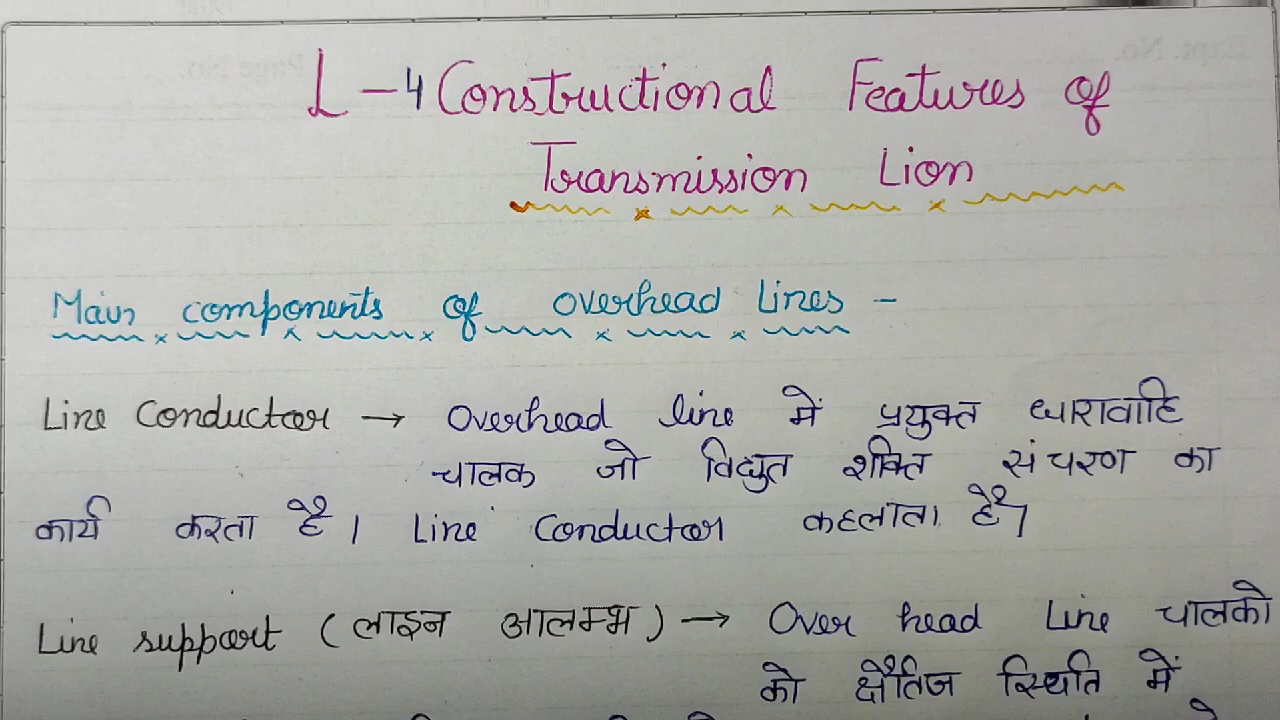 L-4 Constructional Features of
Transmission Lion
Main components of overhead Lines -
Line Conductor → Overhead line में प्रयुक्त धारावाहि
चालक जो विद्युत शक्ति संचरण का
कार्य करता है। Line Conductor कहलाता है।
Line support (लाइन आलम्भ) → Over head Line चालको
को क्षैतिज स्थिति में